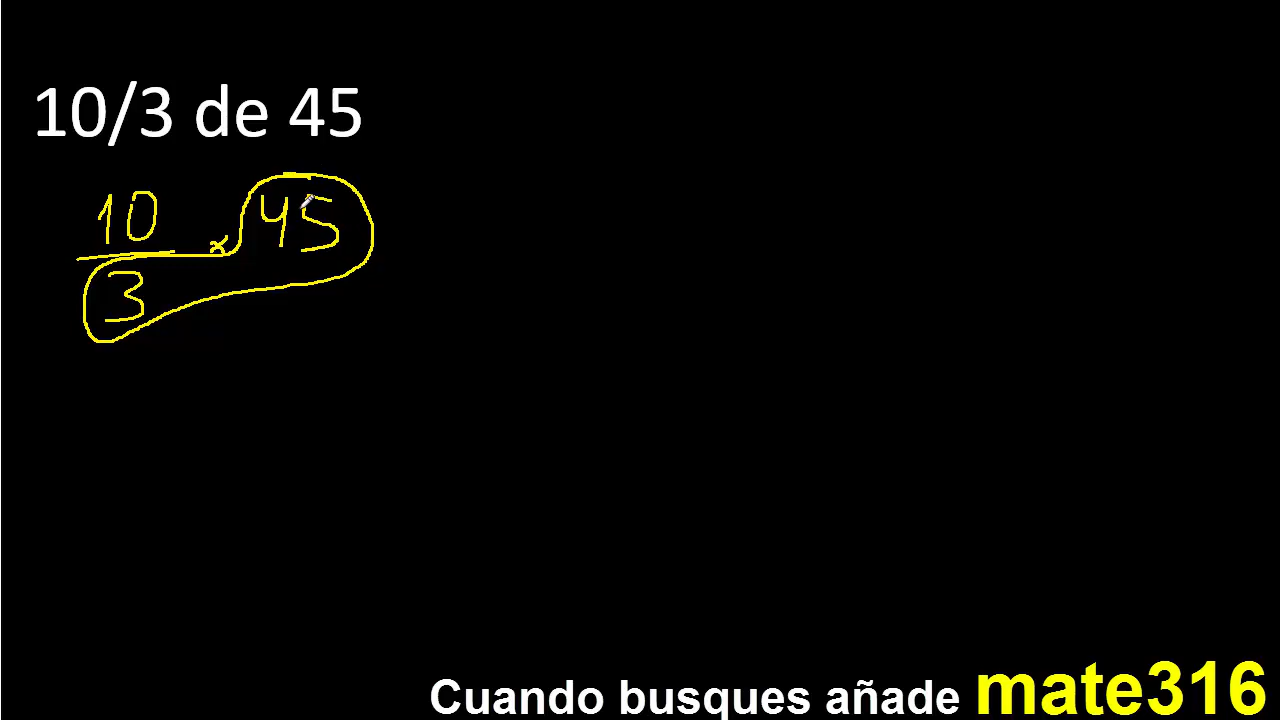 10/3 de 45
10
x 45
3
Cuando busques añade mate316